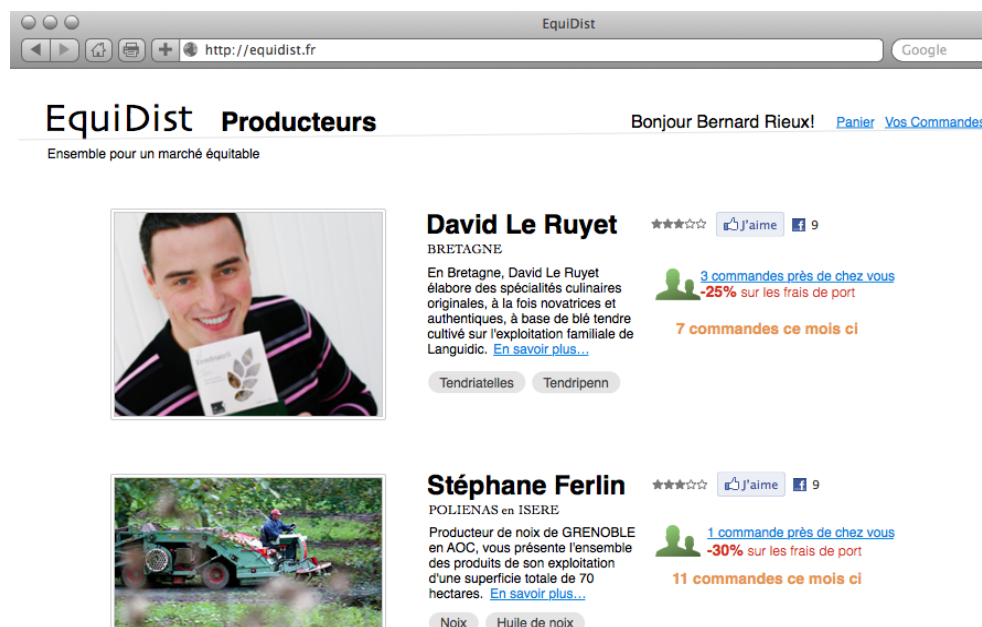 EquiDist
http://equidist.fr
Google
EquiDist Producteurs
Bonjour Bernard Rieux! Panier Vos Commandes
Ensemble pour un marché équitable
David Le Ruyet
J'aime 9
BRETAGNE
En Bretagne, David Le Ruyet
élabore des spécialités culinaires
originales, à la fois novatrices et
authentiques, à base de blé tendre
cultivé sur l'exploitation familiale de
Languidic. En savoir plus…
3 commandes près de chez vous
-25% sur les frais de port
7 commandes ce mois ci
Tendriatelles Tendripenn
Stéphane Ferlin
J'aime 9
POLIENAS en ISERE
Producteur de noix de GRENOBLE
en AOC, vous présente l'ensemble
des produits de son exploitation
d'une superficie totale de 70
hectares. En savoir plus…
1 commande près de chez vous
-30% sur les frais de port
11 commandes ce mois ci
Noix Huile de noix